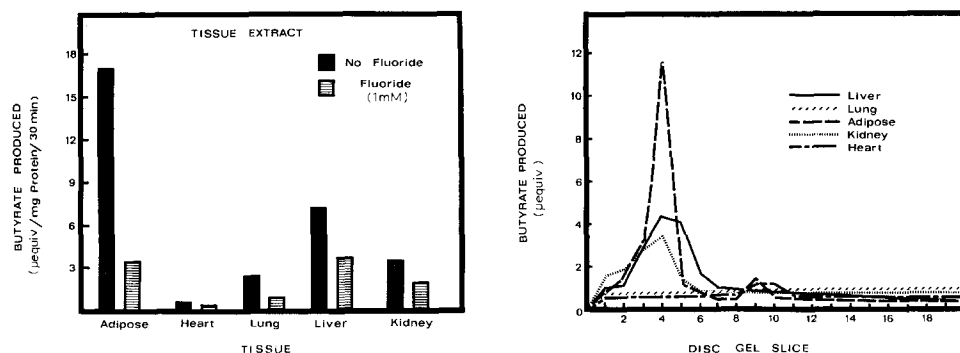 TISSUE EXTRACT
No Fluoride
Fluoride
(1mM)
BUTYRATE PRODUCED
(μequiv/mg Protein/30 min)
18
15
12
9
6
3
Adipose Heart Lung Liver Kidney
TISSUE
BUTYRATE PRODUCED
(μequiv.)
12
10
8
6
4
2
0
Liver
Lung
Adipose
Kidney
Heart
2 4 6 8 10 12 14 16 18
DISC GEL SLICE